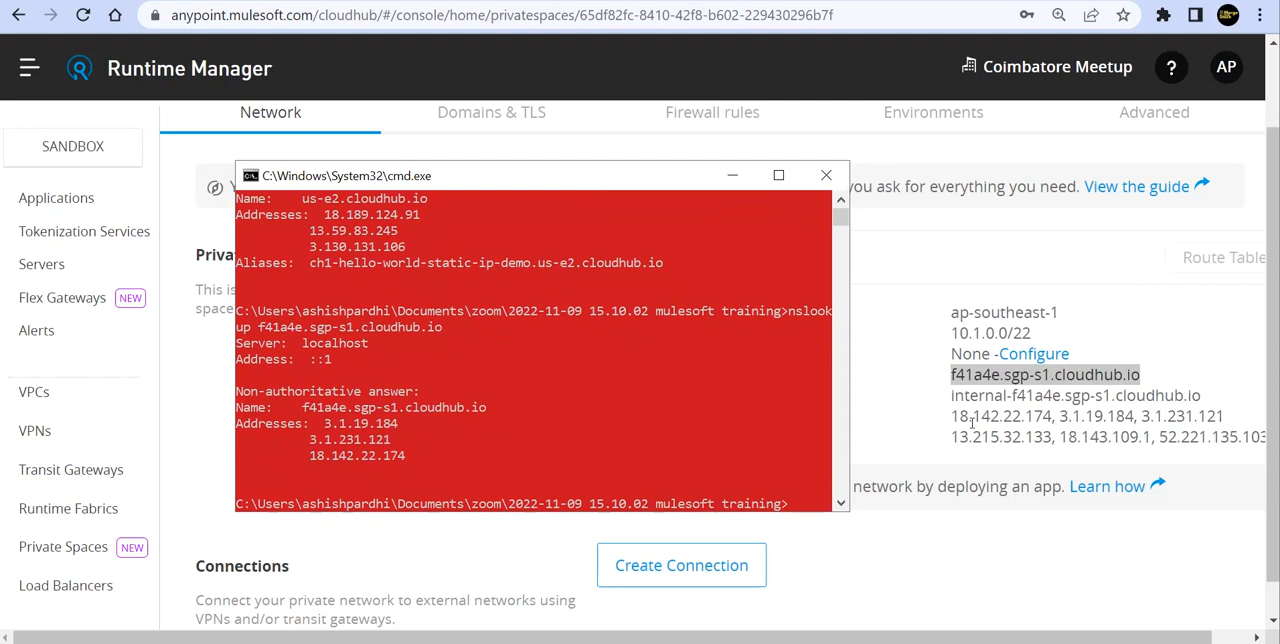 anypoint.mulesoft.com/cloudhub/#/console/home/privatespaces/65df82fc-8410-42f8-b602-229430296b7f
Runtime Manager
Coimbatore Meetup
?
AP
Network
Domains & TLS
Firewall rules
Environments
Advanced
SANDBOX
Applications
Tokenization Services
Servers
Flex Gateways NEW
Alerts
VPCs
VPNs
Transit Gateways
Runtime Fabrics
Private Spaces NEW
Load Balancers
you ask for everything you need. View the guide
Route Table
This is
space
C:\Windows\System32\cmd.exe
Name: us-e2.cloudhub.io
Addresses: 18.189.124.91
13.59.83.245
3.130.131.106
Aliases: ch1-hello-world-static-ip-demo.us-e2.cloudhub.io
C:\Users\ashishpardhi\Documents\zoom\2022-11-09 15.10.02 mulesoft training>nslook
up f41a4e.sgp-s1.cloudhub.io
Server: localhost
Address: ::1
Non-authoritative answer:
Name: f41a4e.sgp-s1.cloudhub.io
Addresses: 3.1.19.184
3.1.231.121
18.142.22.174
C:\Users\ashishpardhi\Documents\zoom\2022-11-09 15.10.02 mulesoft training>
ap-southeast-1
10.1.0.0/22
None -Configure
f41a4e.sgp-s1.cloudhub.io
internal-f41a4e.sgp-s1.cloudhub.io
18.142.22.174, 3.1.19.184, 3.1.231.121
13.215.32.133, 18.143.109.1, 52.221.135.103
network by deploying an app. Learn how
Connections
Create Connection
Connect your private network to external networks using
VPNs and/or transit gateways.